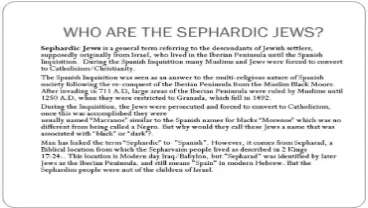 WHO ARE THE SEPHARDIC JEWS?
Sephardic Jews is a general term referring to the descendants of Jewish settlers,
supposedly originally from Israel, who lived in the Iberian Peninsula until the Spanish
Inquisition. During the Spanish Inquisition many Muslims and Jews were forced to convert
to Catholicism/Christianity.
The Spanish Inquisition was seen as an answer to the multi-religious nature of Spanish
society following the re-conquest of the Iberian Peninsula from the Muslim Black Moors.
After invading in 711 A.D, large areas of the Iberian Peninsula were ruled by Muslims until
1250 A.D, when they were restricted to Granada, which fell in 1492.
During the Inquisition, the Jews were persecuted and forced to convert to Catholicism,
once this was accomplished they were
usually named "Marranos" similar to the Spanish names for blacks "Morenos" which was no
different from being called a Negro. But why would they call these Jews a name that was
associated with "black" or "dark"?
Man has linked the term "Sephardic" to "Spanish". However, it comes from Sepharad, a
Biblical location from which the Sepharvaim people lived as described in 2 Kings
17:24.. This location is Modern day Iraq/Babylon, but "Sepharad" was identified by later
Jews as the Iberian Peninsula, and still means "Spain" in modern Hebrew. But the
Sephardim people were not of the children of Israel.